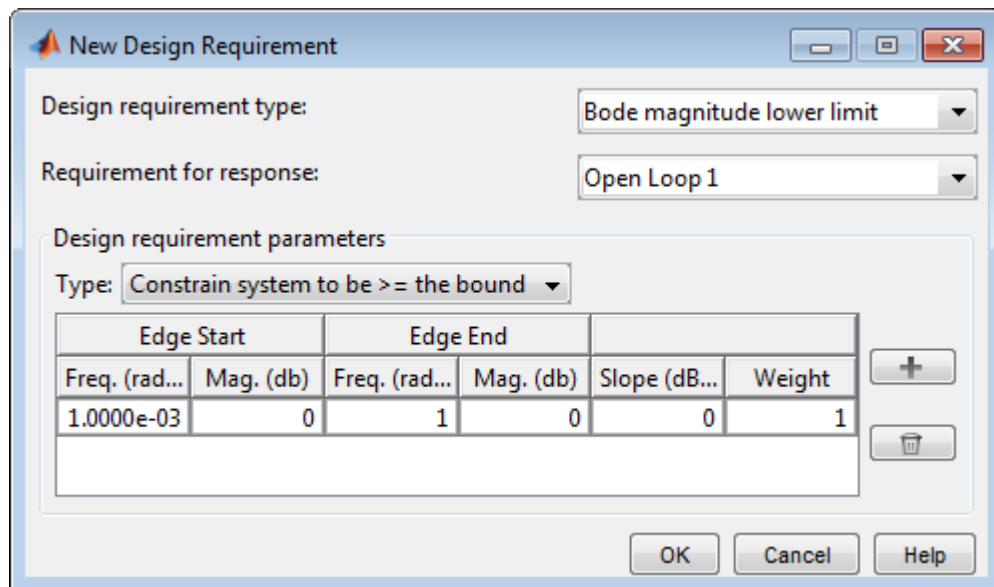 New Design Requirement
Design requirement type: Bode magnitude lower limit
Requirement for response: Open Loop 1
Design requirement parameters
Type: Constrain system to be >= the bound
Edge Start Edge End
Freq. (rad... Mag. (db) Freq. (rad... Mag. (db) Slope (dB... Weight
1.0000e-03 0 1 0 0 1
OK Cancel Help